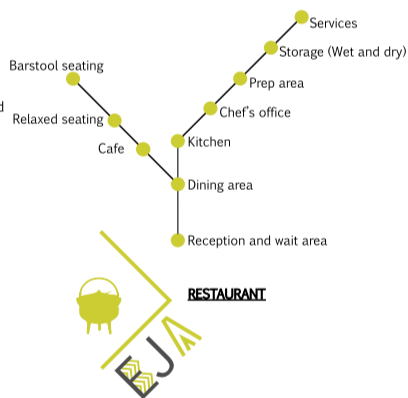 Services
Storage (Wet and dry)
Barstool seating
Prep area
Chef's office
Relaxed seating
Kitchen
Cafe
Dining area
Reception and wait area
RESTAURANT
EJA